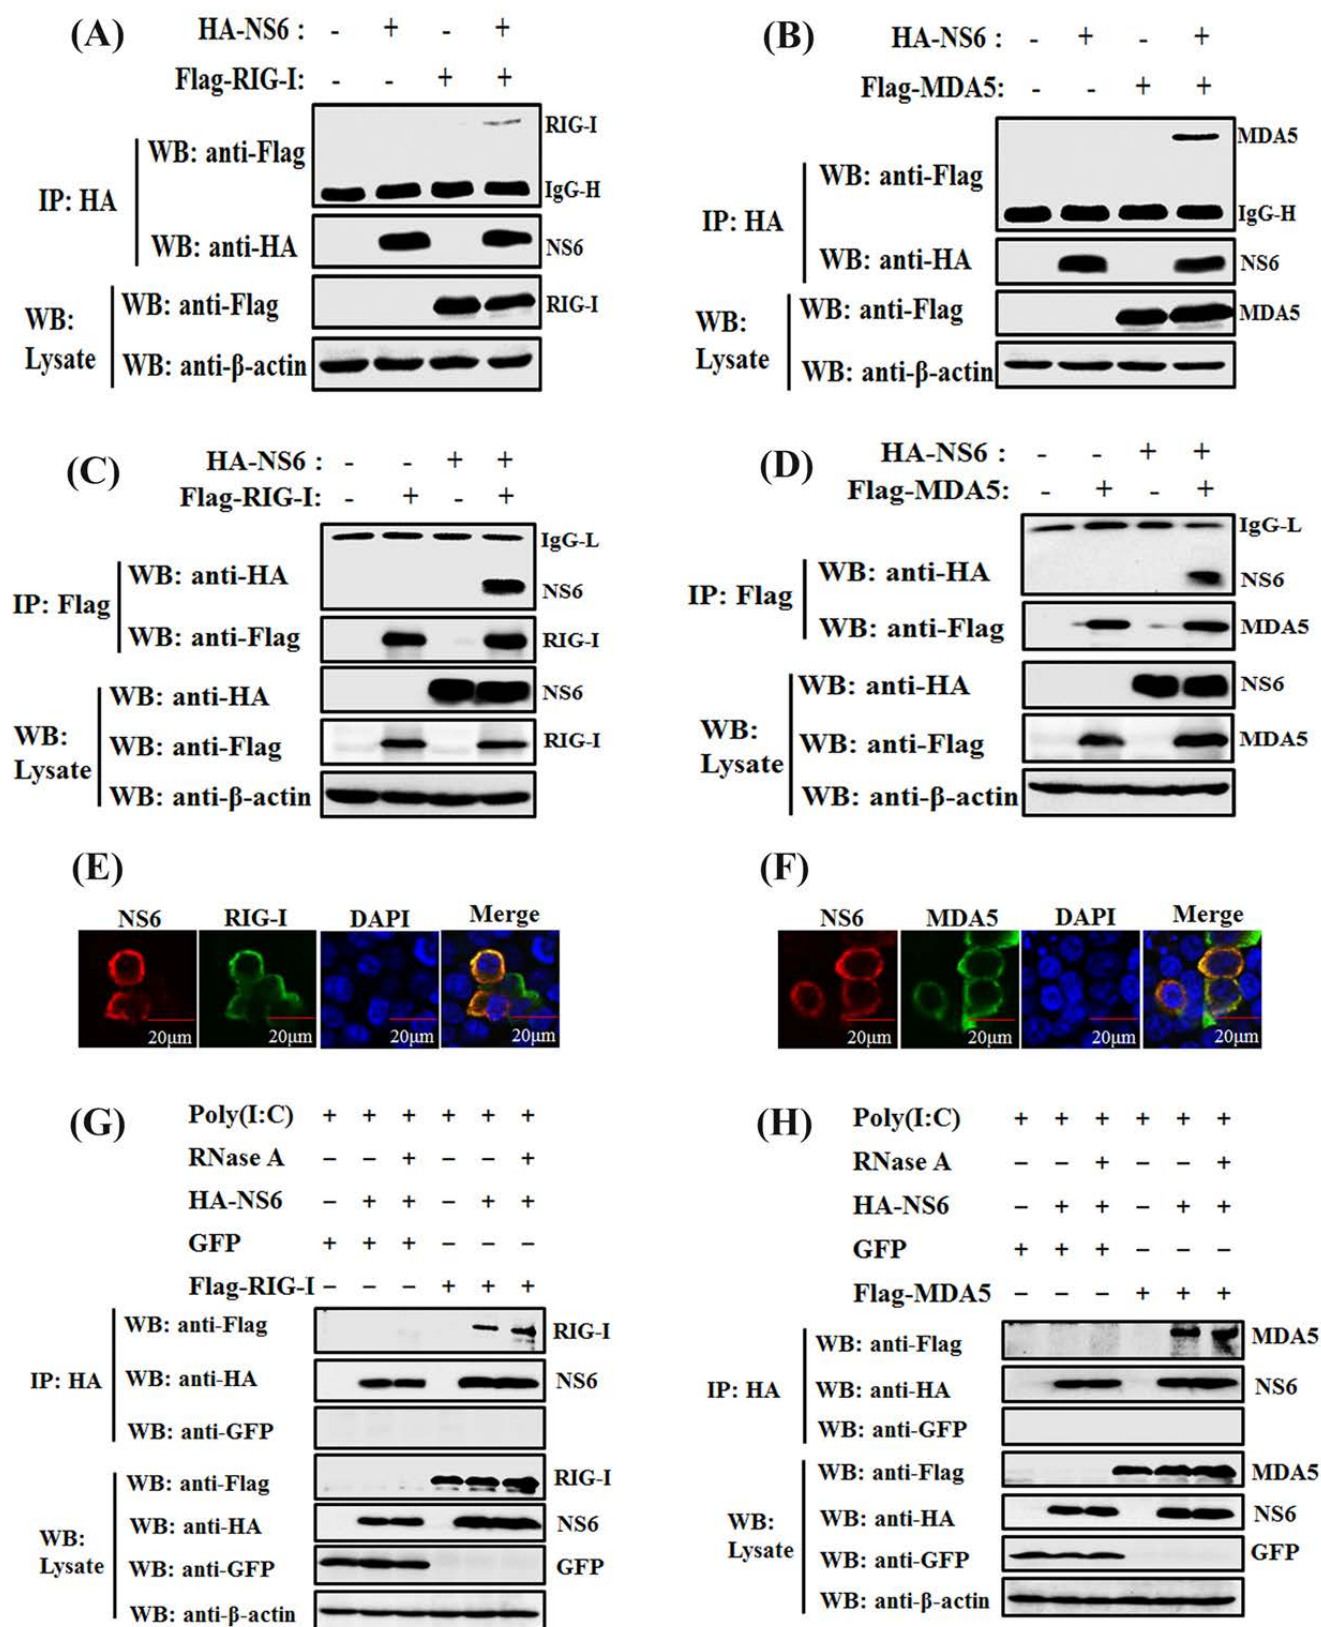 (A)
HA-NS6 : - + - +
Flag-RIG-I: - - + +
IP: HA
WB: anti-Flag
RIG-I
IgG-H
WB: anti-HA
NS6
WB: Lysate
WB: anti-Flag
RIG-I
WB: anti-β-actin
(B)
HA-NS6 : - + - +
Flag-MDA5: - - + +
IP: HA
WB: anti-Flag
MDA5
IgG-H
WB: anti-HA
NS6
WB: Lysate
WB: anti-Flag
MDA5
WB: anti-β-actin
(C)
HA-NS6 : - - + +
Flag-RIG-I: - + - +
IP: Flag
IgG-L
WB: anti-HA
NS6
WB: anti-Flag
RIG-I
WB: Lysate
WB: anti-HA
NS6
WB: anti-Flag
RIG-I
WB: anti-β-actin
(D)
HA-NS6 : - - + +
Flag-MDA5: - + - +
IP: Flag
IgG-L
WB: anti-HA
NS6
WB: anti-Flag
MDA5
WB: Lysate
WB: anti-HA
NS6
WB: anti-Flag
MDA5
WB: anti-β-actin
(E)
NS6 RIG-I DAPI Merge
20μm 20μm 20μm 20μm
(F)
NS6 MDA5 DAPI Merge
20μm 20μm 20μm 20μm
(G)
Poly(I:C) + + + + + +
RNase A – – + – – +
HA-NS6 – + + – + +
GFP + + + – – –
Flag-RIG-I – – – + + +
IP: HA
WB: anti-Flag
RIG-I
WB: anti-HA
NS6
WB: anti-GFP
WB: Lysate
WB: anti-Flag
RIG-I
WB: anti-HA
NS6
WB: anti-GFP
GFP
WB: anti-β-actin
(H)
Poly(I:C) + + + + + +
RNase A – – + – – +
HA-NS6 – + + – + +
GFP + + + – – –
Flag-MDA5 – – – + + +
IP: HA
WB: anti-Flag
MDA5
WB: anti-HA
NS6
WB: anti-GFP
WB: Lysate
WB: anti-Flag
MDA5
WB: anti-HA
NS6
WB: anti-GFP
GFP
WB: anti-β-actin